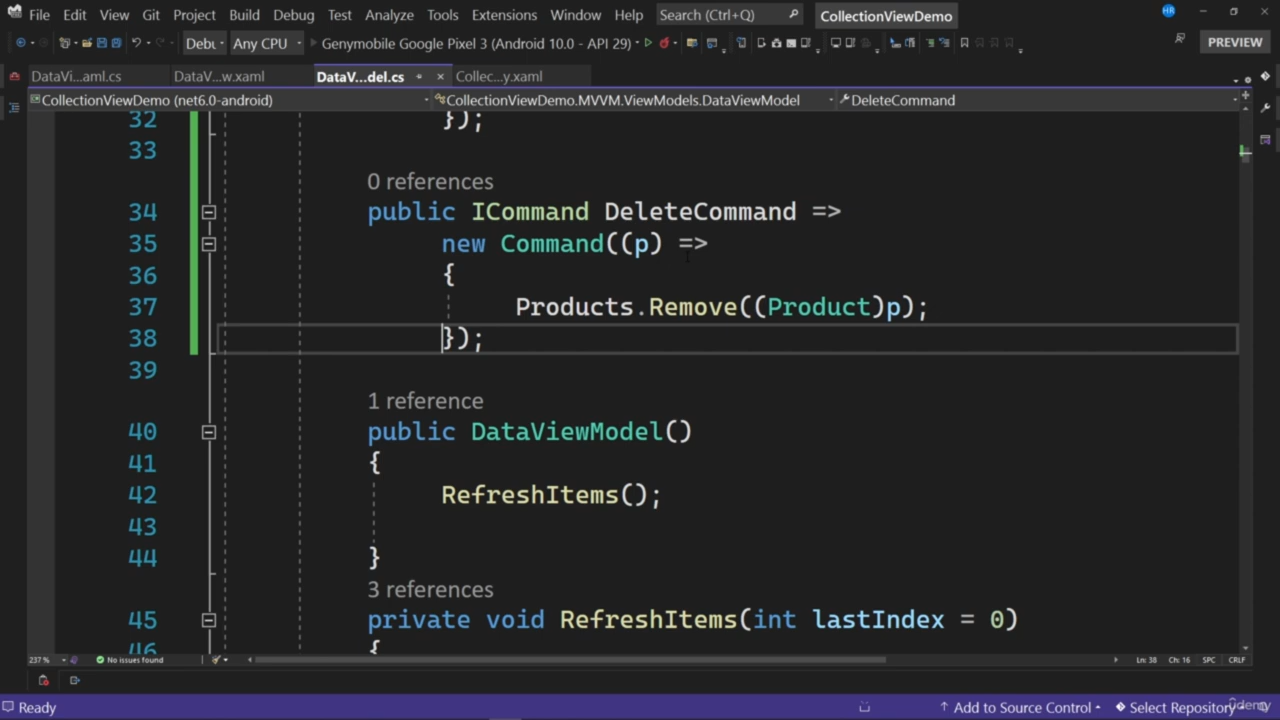 File Edit View Git Project Build Debug Test Analyze Tools Extensions Window Help Search (Ctrl+Q) CollectionViewDemo HR
Debu Any CPU Genymobile Google Pixel 3 (Android 10.0 - API 29) PREVIEW
DataVi...aml.cs DataV...w.xaml DataV...del.cs Collec...y.xaml
CollectionViewDemo (net6.0-android) CollectionViewDemo.MVVM.ViewModels.DataViewModel DeleteCommand
32 });
33
0 references
34 public ICommand DeleteCommand =>
35 new Command((p) =>
36 {
37 Products.Remove((Product)p);
38 });
39
1 reference
40 public DataViewModel()
41 {
42 RefreshItems();
43
44 }
3 references
45 private void RefreshItems(int lastIndex = 0)
46 {
237 % No issues found Ln: 38 Ch: 16 SPC CRLF
Ready Add to Source Control Select Repository
Udemy